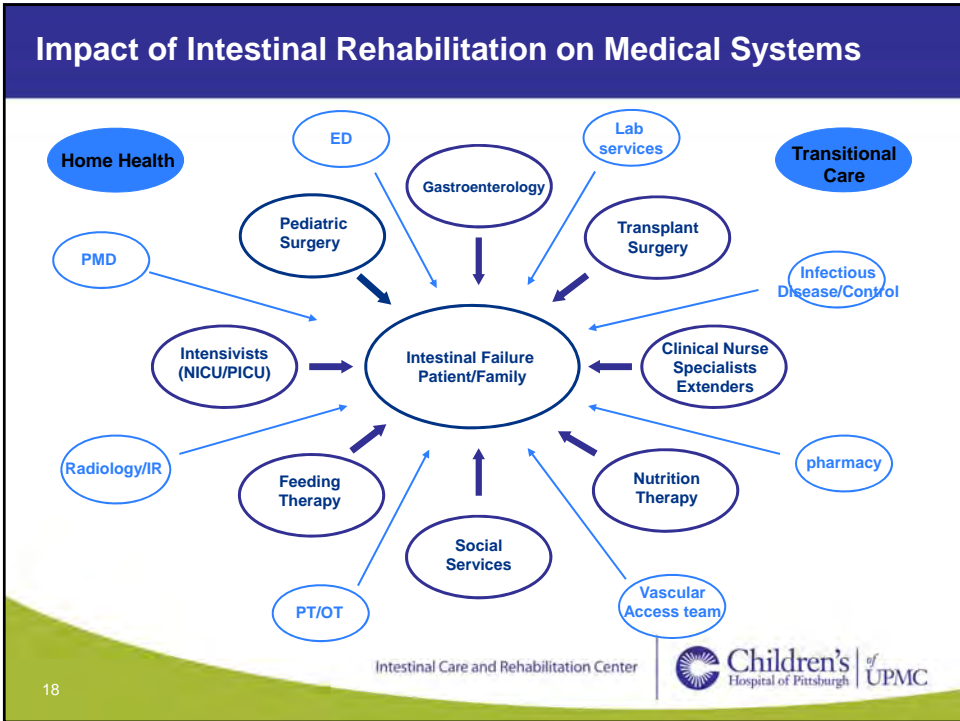 Impact of Intestinal Rehabilitation on Medical Systems
Home Health
ED
Lab
services
Transitional
Care
Gastroenterology
Pediatric
Surgery
Transplant
Surgery
PMD
Infectious
Disease/Control
Intensivists
(NICU/PICU)
Intestinal Failure
Patient/Family
Clinical Nurse
Specialists
Extenders
Radiology/IR
Feeding
Therapy
Nutrition
Therapy
pharmacy
Social
Services
PT/OT
Vascular
Access team
Intestinal Care and Rehabilitation Center
Children's
Hospital of Pittsburgh
of
UPMC
18